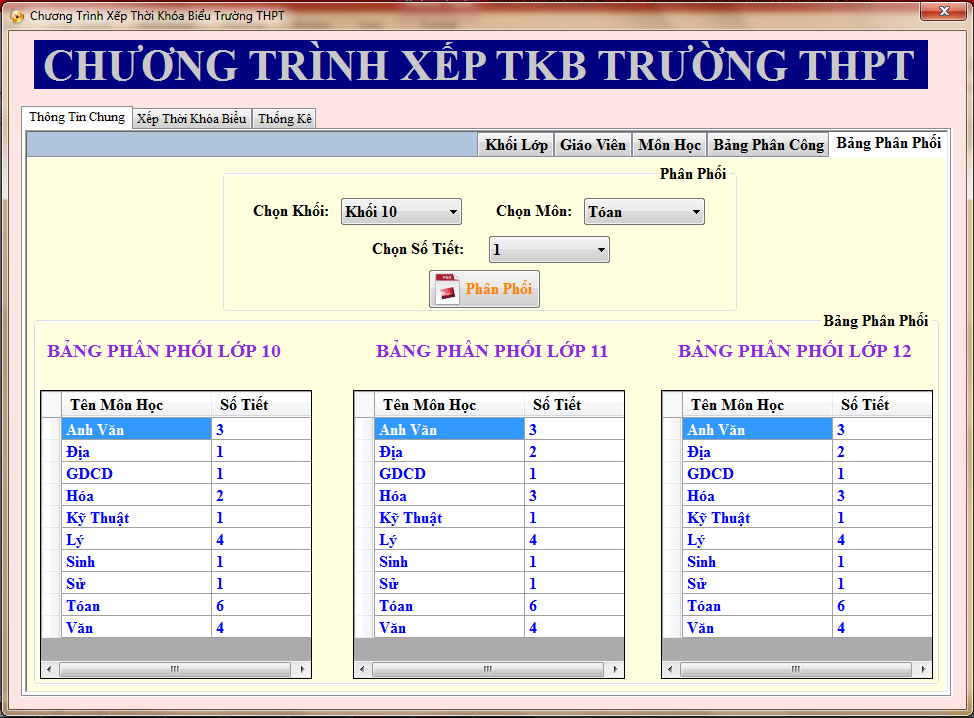 Chương Trình Xếp Thời Khóa Biểu Trường THPT
CHƯƠNG TRÌNH XẾP TKB TRƯỜNG THPT
Thông Tin Chung Xếp Thời Khóa Biểu Thống Kê
Khối Lớp Giáo Viên Môn Học Bảng Phân Công Bảng Phân Phối
Phân Phối
Chọn Khối: Khối 10 Chọn Môn: Tóan
Chọn Số Tiết: 1
PNG
Phân Phối
Bảng Phân Phối
BẢNG PHÂN PHỐI LỚP 10 BẢNG PHÂN PHỐI LỚP 11 BẢNG PHÂN PHỐI LỚP 12
Tên Môn Học Số Tiết Tên Môn Học Số Tiết Tên Môn Học Số Tiết
Anh Văn 3 Anh Văn 3 Anh Văn 3
Địa 1 Địa 2 Địa 2
GDCD 1 GDCD 1 GDCD 1
Hóa 2 Hóa 3 Hóa 3
Kỹ Thuật 1 Kỹ Thuật 1 Kỹ Thuật 1
Lý 4 Lý 4 Lý 4
Sinh 1 Sinh 1 Sinh 1
Sử 1 Sử 1 Sử 1
Tóan 6 Tóan 6 Tóan 6
Văn 4 Văn 4 Văn 4